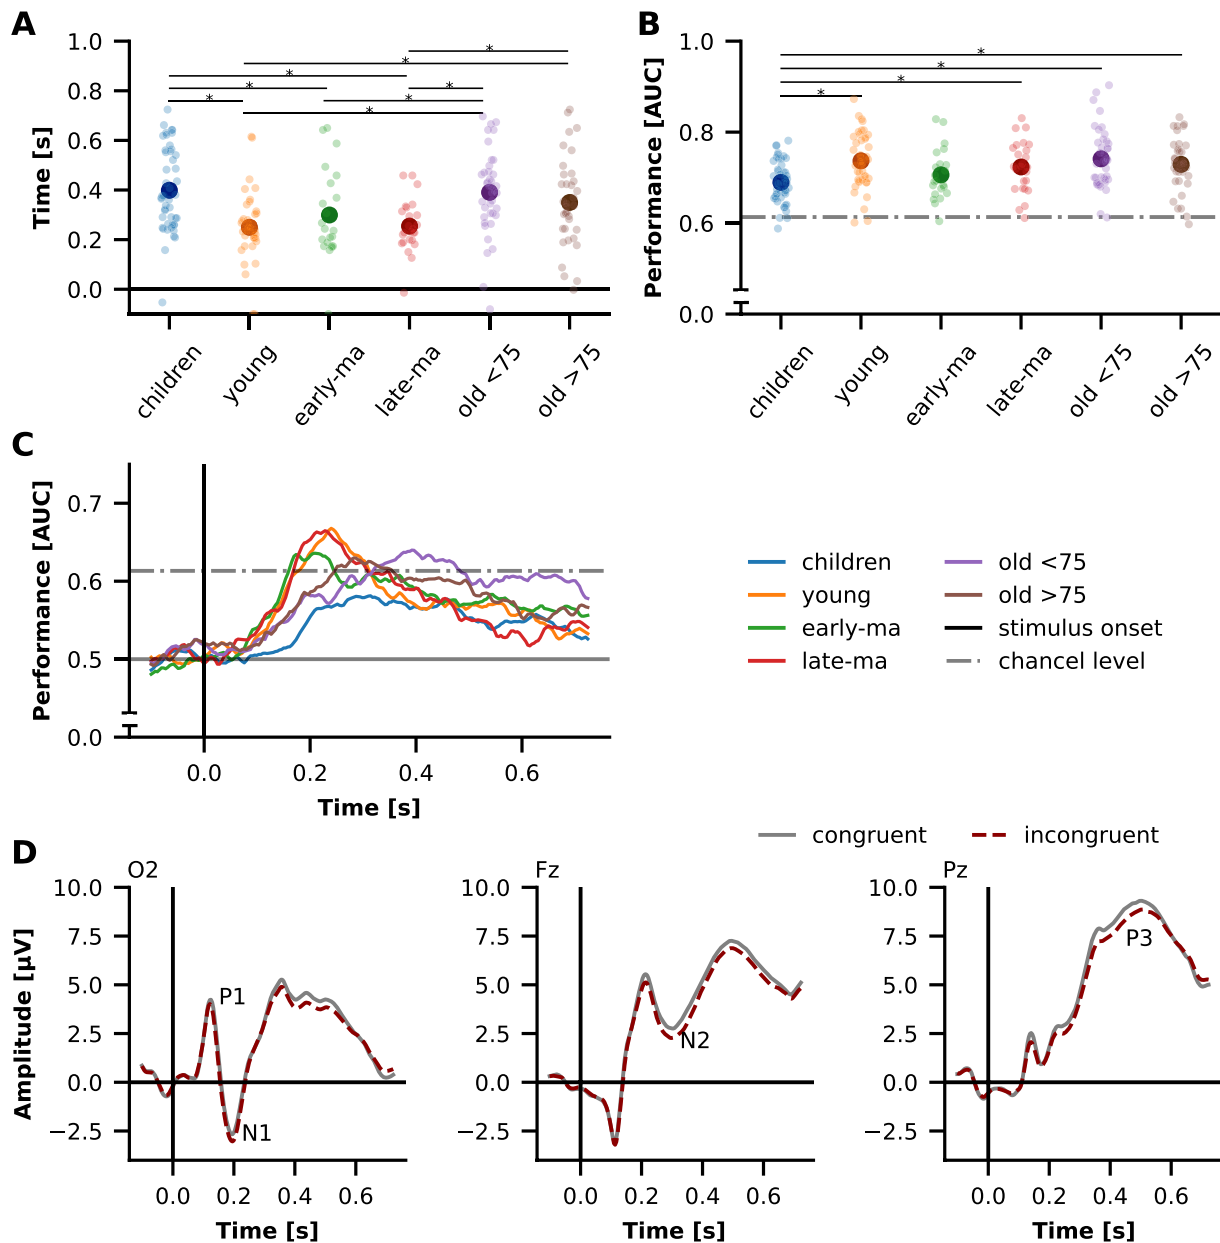 A
B
1.0
0.8
0.6
0.4
0.2
0.0
Time [s]
* * * * * * * * *
children
young
early-ma
late-ma
old <75
old >75
1.0
0.8
0.6
0.0
Performance [AUC]
* * * *
children
young
early-ma
late-ma
old <75
old >75
C
0.7
0.6
0.5
0.0
Performance [AUC]
0.0 0.2 0.4 0.6
Time [s]
children
young
early-ma
late-ma
old <75
old >75
stimulus onset
chancel level
congruent incongruent
D
O2
10.0
7.5
5.0
2.5
0.0
−2.5
Amplitude [µV]
P1
N1
0.0 0.2 0.4 0.6
Time [s]
Fz
10.0
7.5
5.0
2.5
0.0
−2.5
N2
0.0 0.2 0.4 0.6
Time [s]
Pz
10.0
7.5
5.0
2.5
0.0
−2.5
P3
0.0 0.2 0.4 0.6
Time [s]